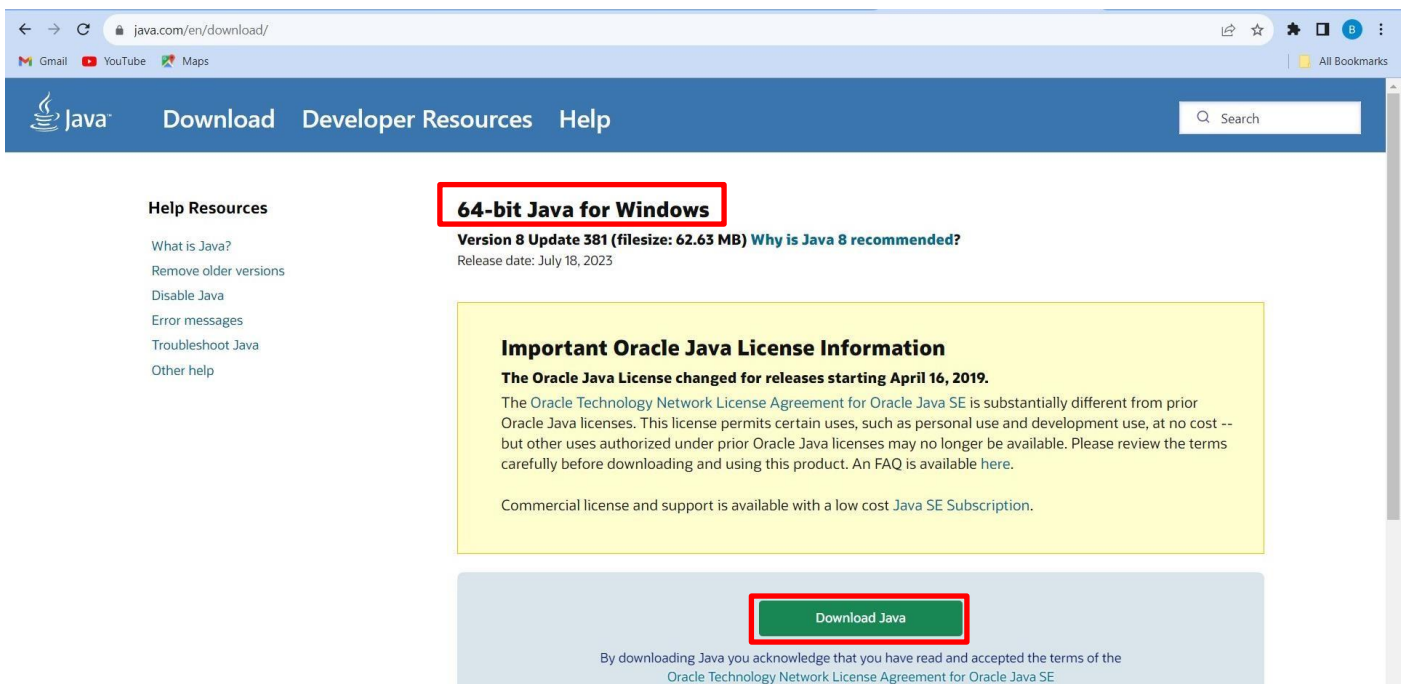 java.com/en/download/
B
Gmail YouTube Maps All Bookmarks
Java™ Download Developer Resources Help Search
Help Resources
What is Java?
Remove older versions
Disable Java
Error messages
Troubleshoot Java
Other help
64-bit Java for Windows
Version 8 Update 381 (filesize: 62.63 MB) Why is Java 8 recommended?
Release date: July 18, 2023
Important Oracle Java License Information
The Oracle Java License changed for releases starting April 16, 2019.
The Oracle Technology Network License Agreement for Oracle Java SE is substantially different from prior
Oracle Java licenses. This license permits certain uses, such as personal use and development use, at no cost --
but other uses authorized under prior Oracle Java licenses may no longer be available. Please review the terms
carefully before downloading and using this product. An FAQ is available here.
Commercial license and support is available with a low cost Java SE Subscription.
Download Java
By downloading Java you acknowledge that you have read and accepted the terms of the
Oracle Technology Network License Agreement for Oracle Java SE